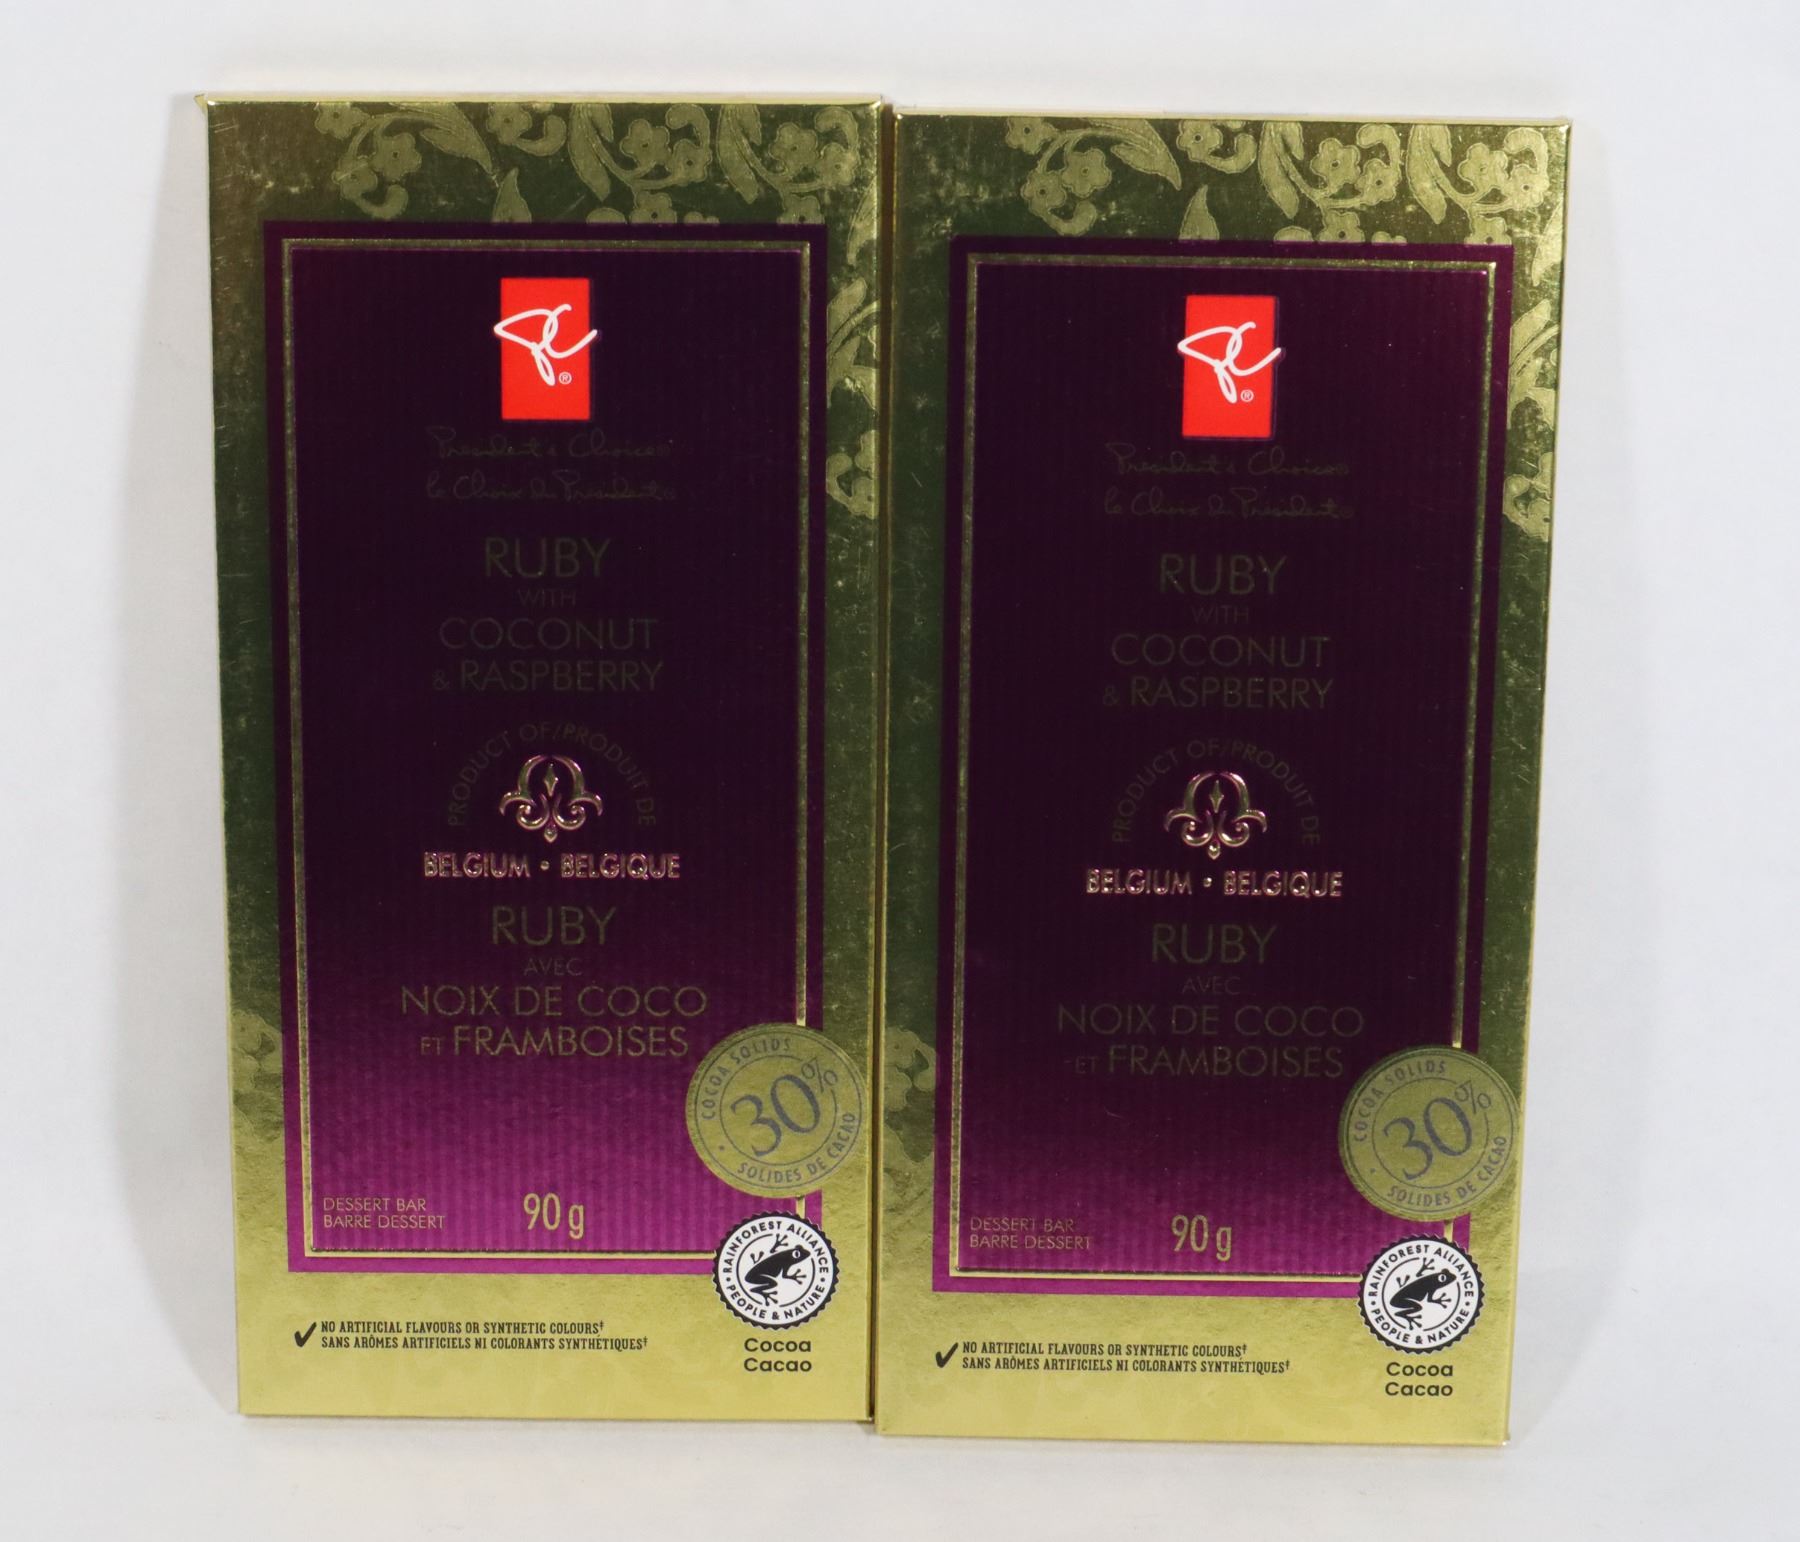 PC®
President's Choice®
le Choix du Président®
RUBY
WITH
COCONUT
& RASPBERRY
PRODUCT OF/PRODUIT DE
BELGIUM • BELGIQUE
RUBY
AVEC
NOIX DE COCO
ET FRAMBOISES
COCOA SOLIDS
30%
SOLIDES DE CACAO
DESSERT BAR
BARRE DESSERT
90 g
RAINFOREST ALLIANCE
PEOPLE & NATURE
Cocoa
Cacao
✓ NO ARTIFICIAL FLAVOURS OR SYNTHETIC COLOURS‡
SANS ARÔMES ARTIFICIELS NI COLORANTS SYNTHÉTIQUES‡
PC®
President's Choice®
le Choix du Président®
RUBY
WITH
COCONUT
& RASPBERRY
PRODUCT OF/PRODUIT DE
BELGIUM • BELGIQUE
RUBY
AVEC
NOIX DE COCO
ET FRAMBOISES
COCOA SOLIDS
30%
SOLIDES DE CACAO
DESSERT BAR
BARRE DESSERT
90 g
RAINFOREST ALLIANCE
PEOPLE & NATURE
Cocoa
Cacao
✓ NO ARTIFICIAL FLAVOURS OR SYNTHETIC COLOURS‡
SANS ARÔMES ARTIFICIELS NI COLORANTS SYNTHÉTIQUES‡